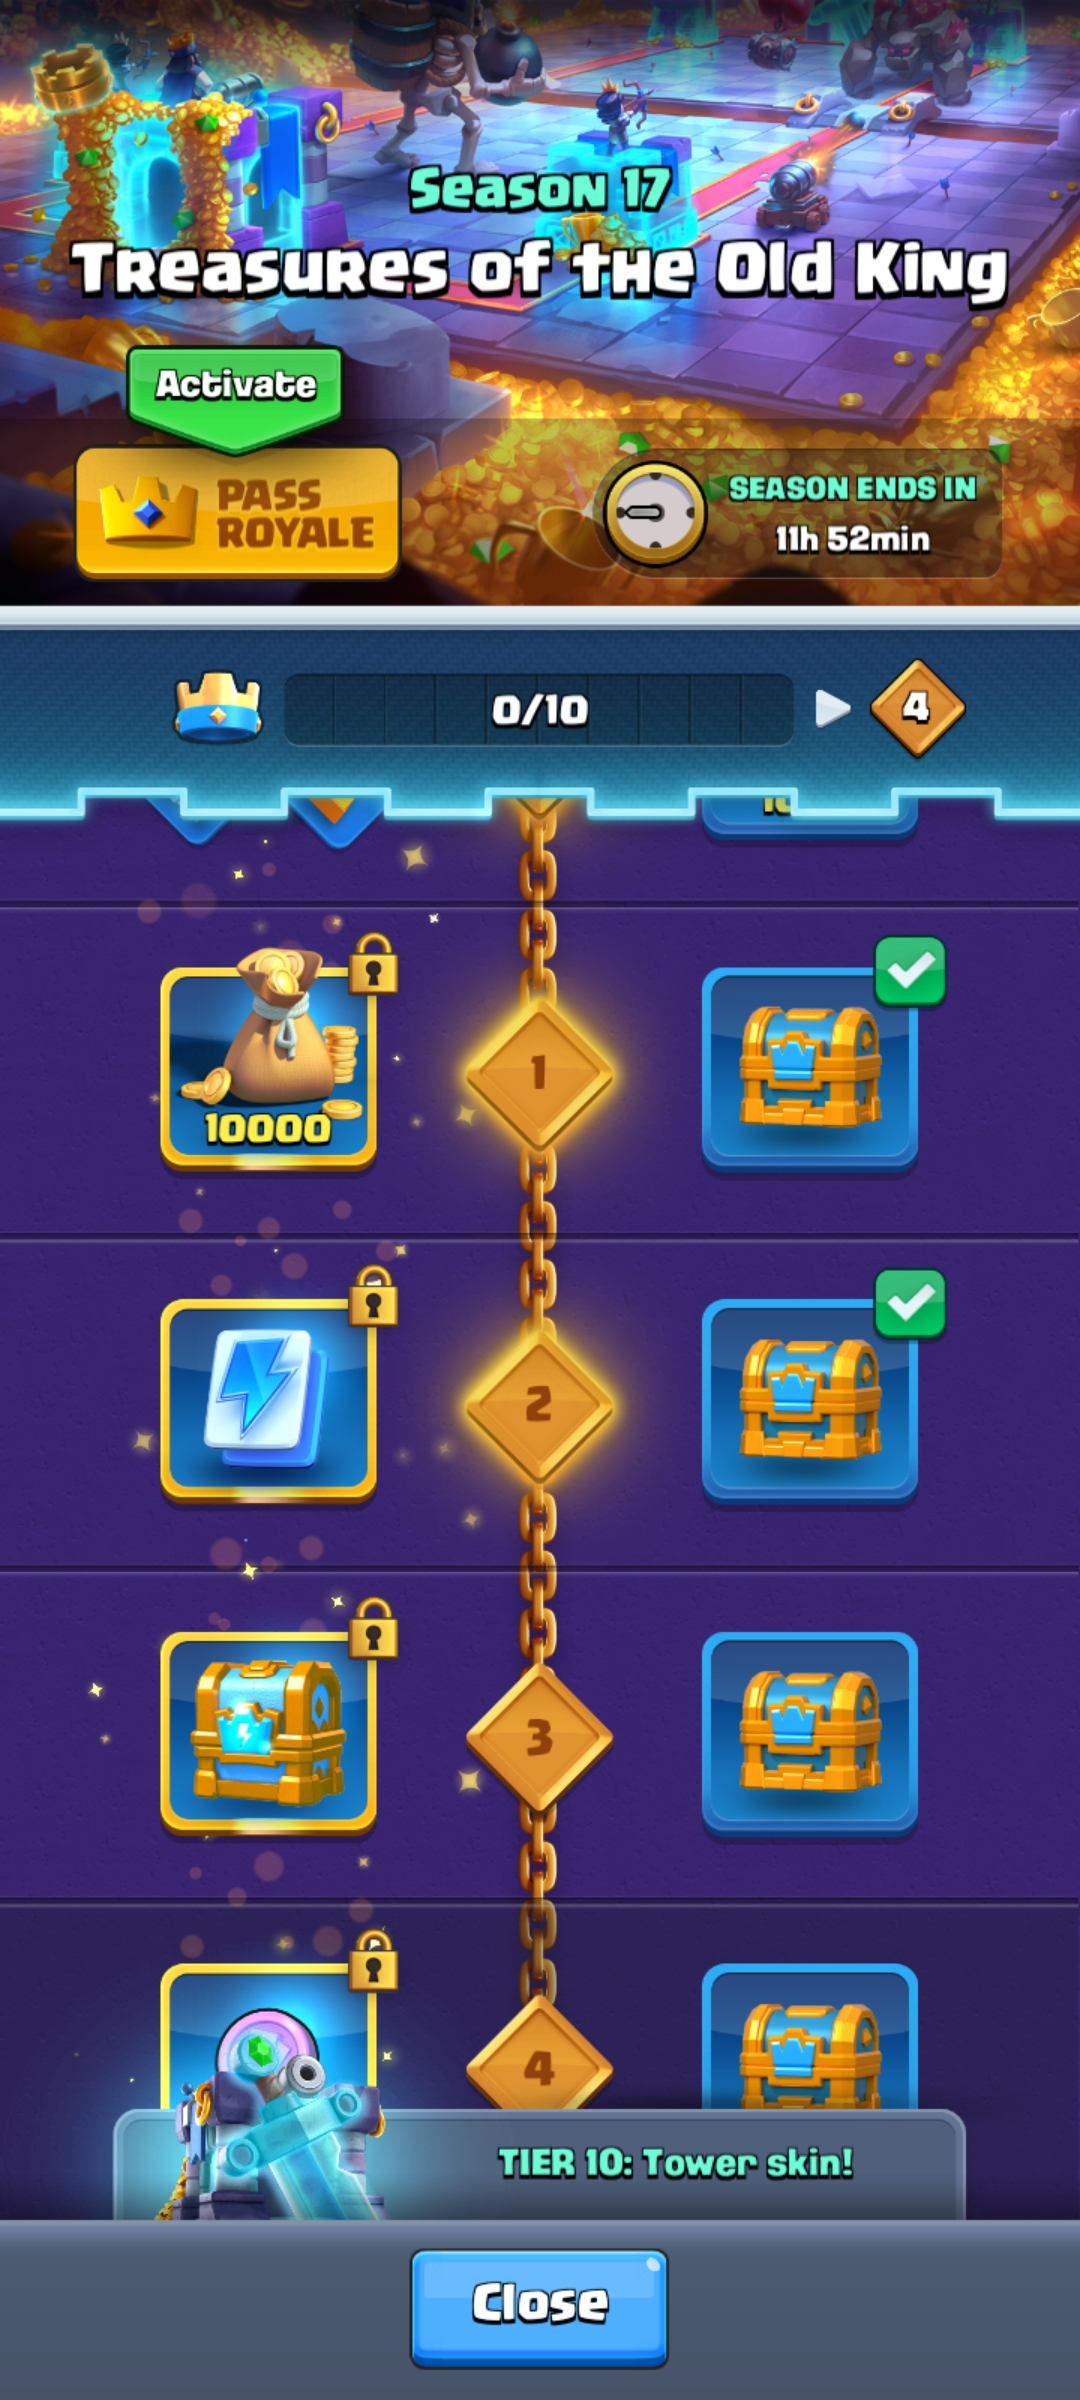 Season 17
Treasures of the Old King
Activate
PASS
ROYALE
SEASON ENDS IN
11h 52min
0/10
4
1
10000
2
3
4
TIER 10: Tower skin!
Close